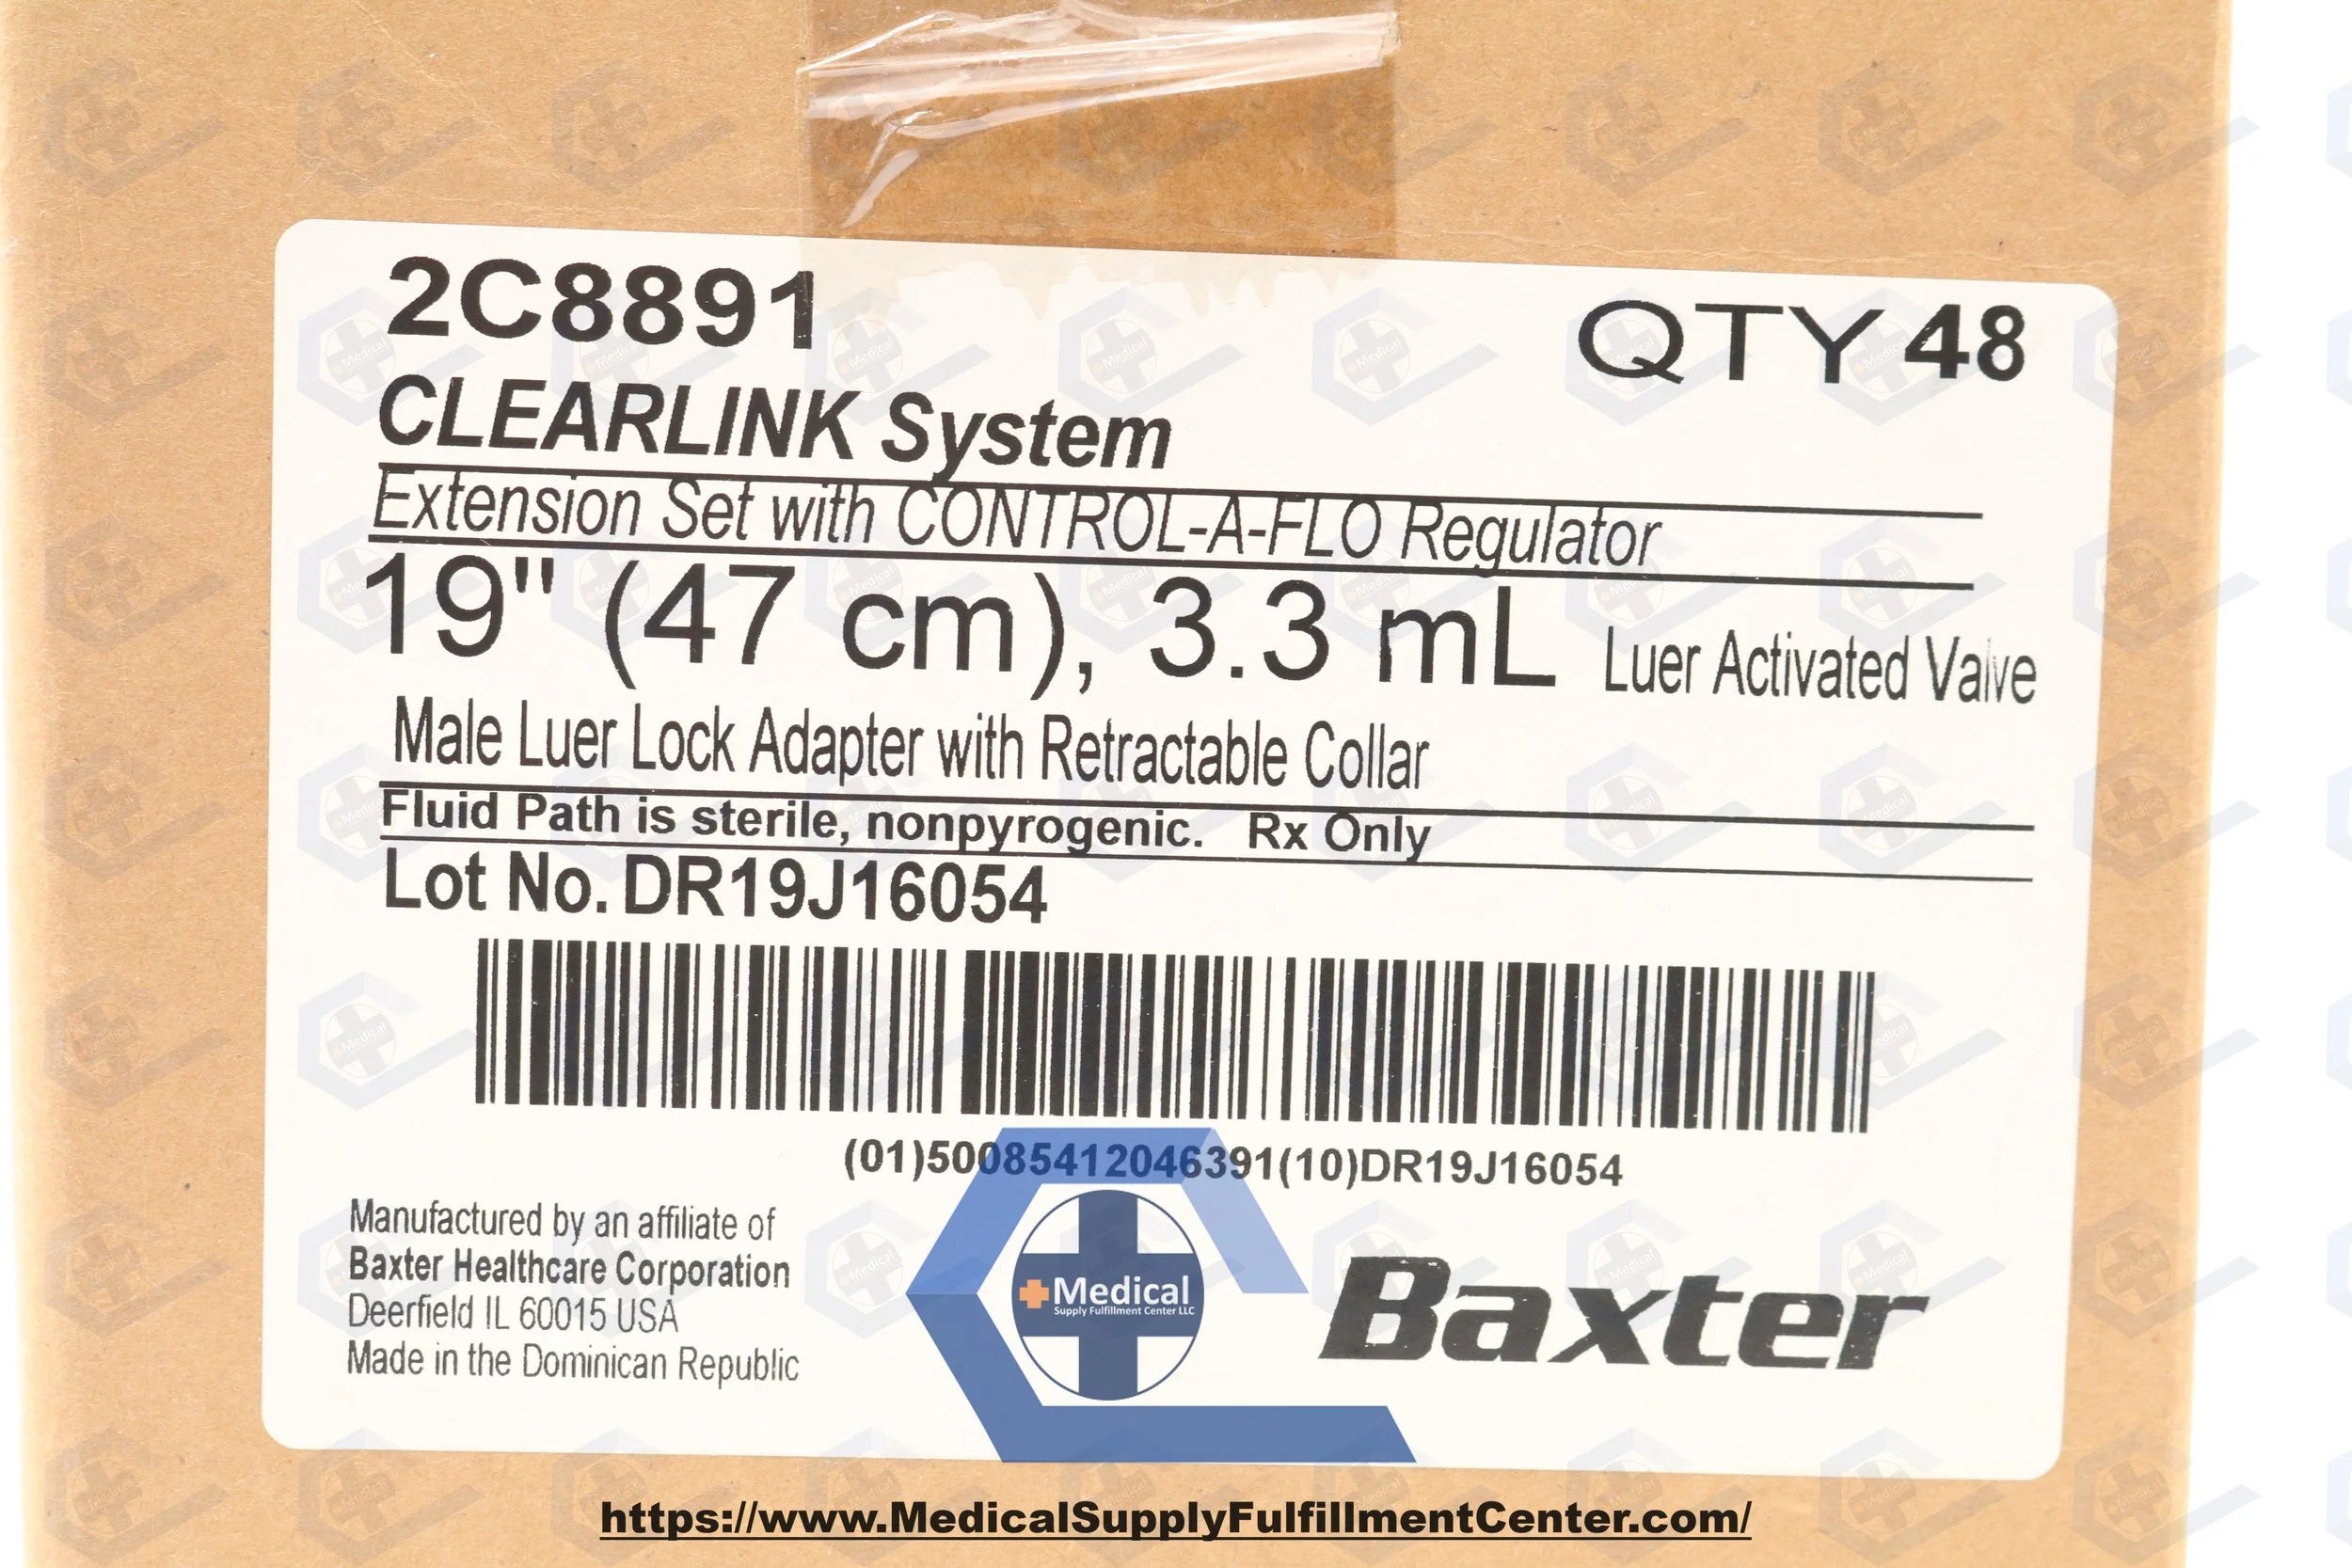 2C8891
QTY 48
CLEARLINK System
Extension Set with CONTROL-A-FLO Regulator
19" (47 cm), 3.3 mL Luer Activated Valve
Male Luer Lock Adapter with Retractable Collar
Fluid Path is sterile, nonpyrogenic. Rx Only
Lot No. DR19J16054
(01)50085412046391(10)DR19J16054
Manufactured by an affiliate of
Baxter Healthcare Corporation
Deerfield IL 60015 USA
Made in the Dominican Republic
Medical
Supply Fulfillment Center LLC
Baxter
https://www.MedicalSupplyFulfillmentCenter.com/